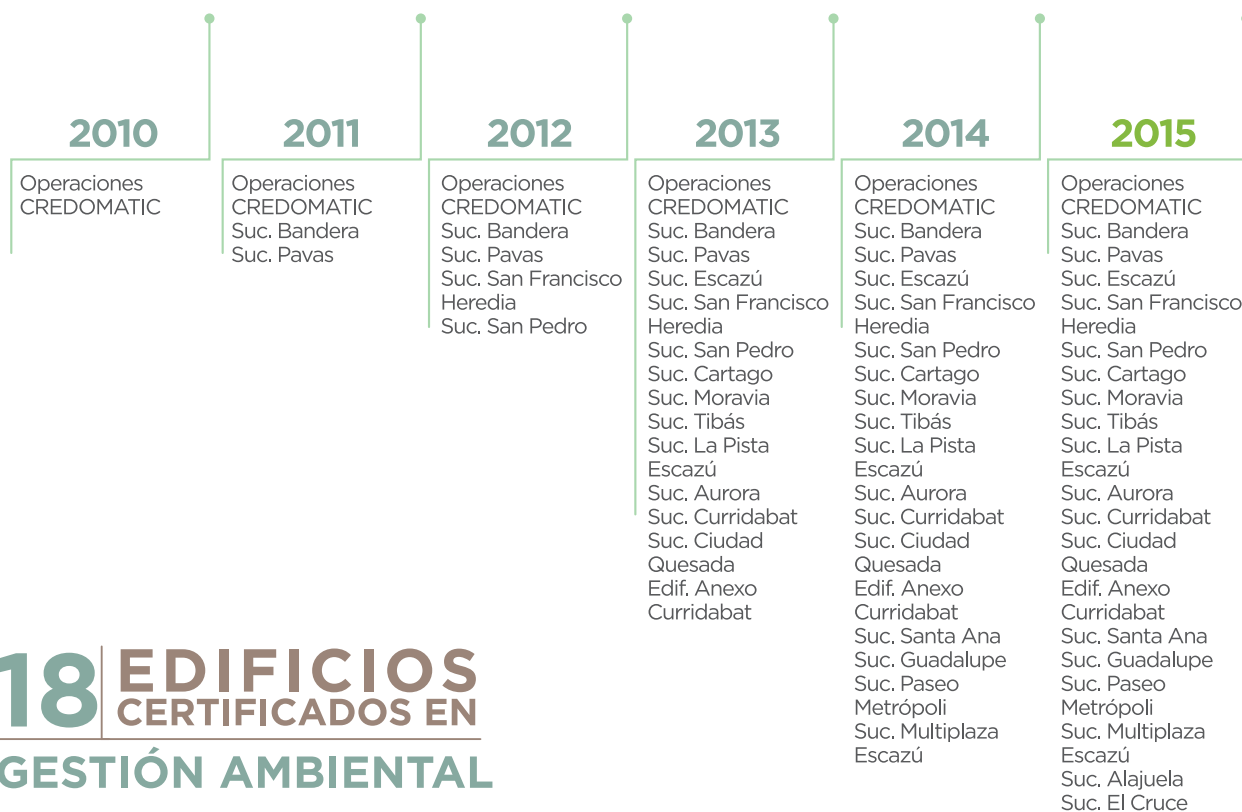 2010
Operaciones
CREDOMATIC
2011
Operaciones
CREDOMATIC
Suc. Bandera
Suc. Pavas
2012
Operaciones
CREDOMATIC
Suc. Bandera
Suc. Pavas
Suc. San Francisco
Heredia
Suc. San Pedro
2013
Operaciones
CREDOMATIC
Suc. Bandera
Suc. Pavas
Suc. Escazú
Suc. San Francisco
Heredia
Suc. San Pedro
Suc. Cartago
Suc. Moravia
Suc. Tibás
Suc. La Pista
Escazú
Suc. Aurora
Suc. Curridabat
Suc. Ciudad
Quesada
Edif. Anexo
Curridabat
2014
Operaciones
CREDOMATIC
Suc. Bandera
Suc. Pavas
Suc. Escazú
Suc. San Francisco
Heredia
Suc. San Pedro
Suc. Cartago
Suc. Moravia
Suc. Tibás
Suc. La Pista
Escazú
Suc. Aurora
Suc. Curridabat
Suc. Ciudad
Quesada
Edif. Anexo
Curridabat
Suc. Santa Ana
Suc. Guadalupe
Suc. Paseo
Metrópoli
Suc. Multiplaza
Escazú
2015
Operaciones
CREDOMATIC
Suc. Bandera
Suc. Pavas
Suc. Escazú
Suc. San Francisco
Heredia
Suc. San Pedro
Suc. Cartago
Suc. Moravia
Suc. Tibás
Suc. La Pista
Escazú
Suc. Aurora
Suc. Curridabat
Suc. Ciudad
Quesada
Edif. Anexo
Curridabat
Suc. Santa Ana
Suc. Guadalupe
Suc. Paseo
Metrópoli
Suc. Multiplaza
Escazú
Suc. Alajuela
Suc. El Cruce
18 EDIFICIOS
CERTIFICADOS EN
GESTIÓN AMBIENTAL